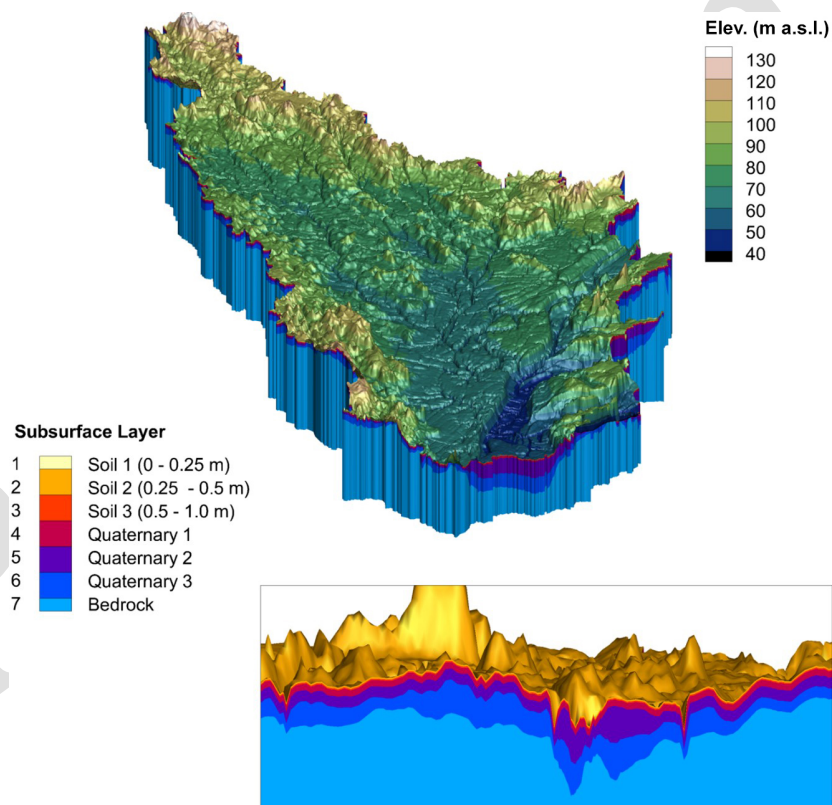 Elev. (m a.s.l.)
130
120
110
100
90
80
70
60
50
40
Subsurface Layer
1 Soil 1 (0 - 0.25 m)
2 Soil 2 (0.25 - 0.5 m)
3 Soil 3 (0.5 - 1.0 m)
4 Quaternary 1
5 Quaternary 2
6 Quaternary 3
7 Bedrock